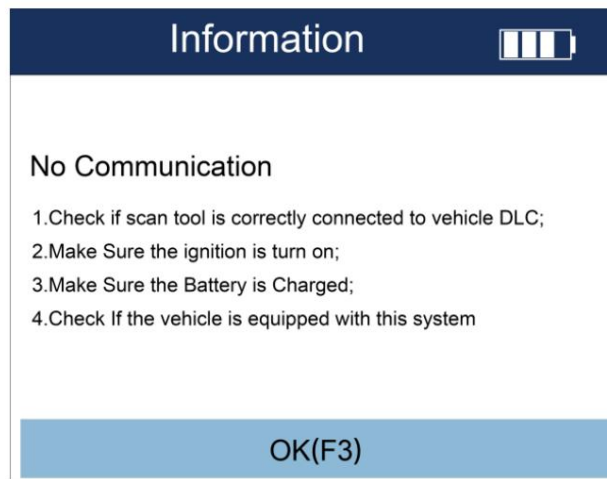 Information
No Communication
1.Check if scan tool is correctly connected to vehicle DLC;
2.Make Sure the ignition is turn on;
3.Make Sure the Battery is Charged;
4.Check If the vehicle is equipped with this system
OK(F3)